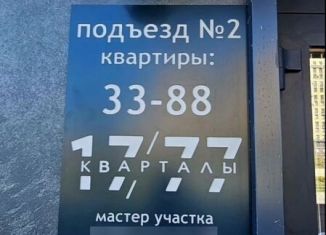 подъезд №2
квартиры:
33-88
17/77
КВАРТАЛЫ
мастер участка